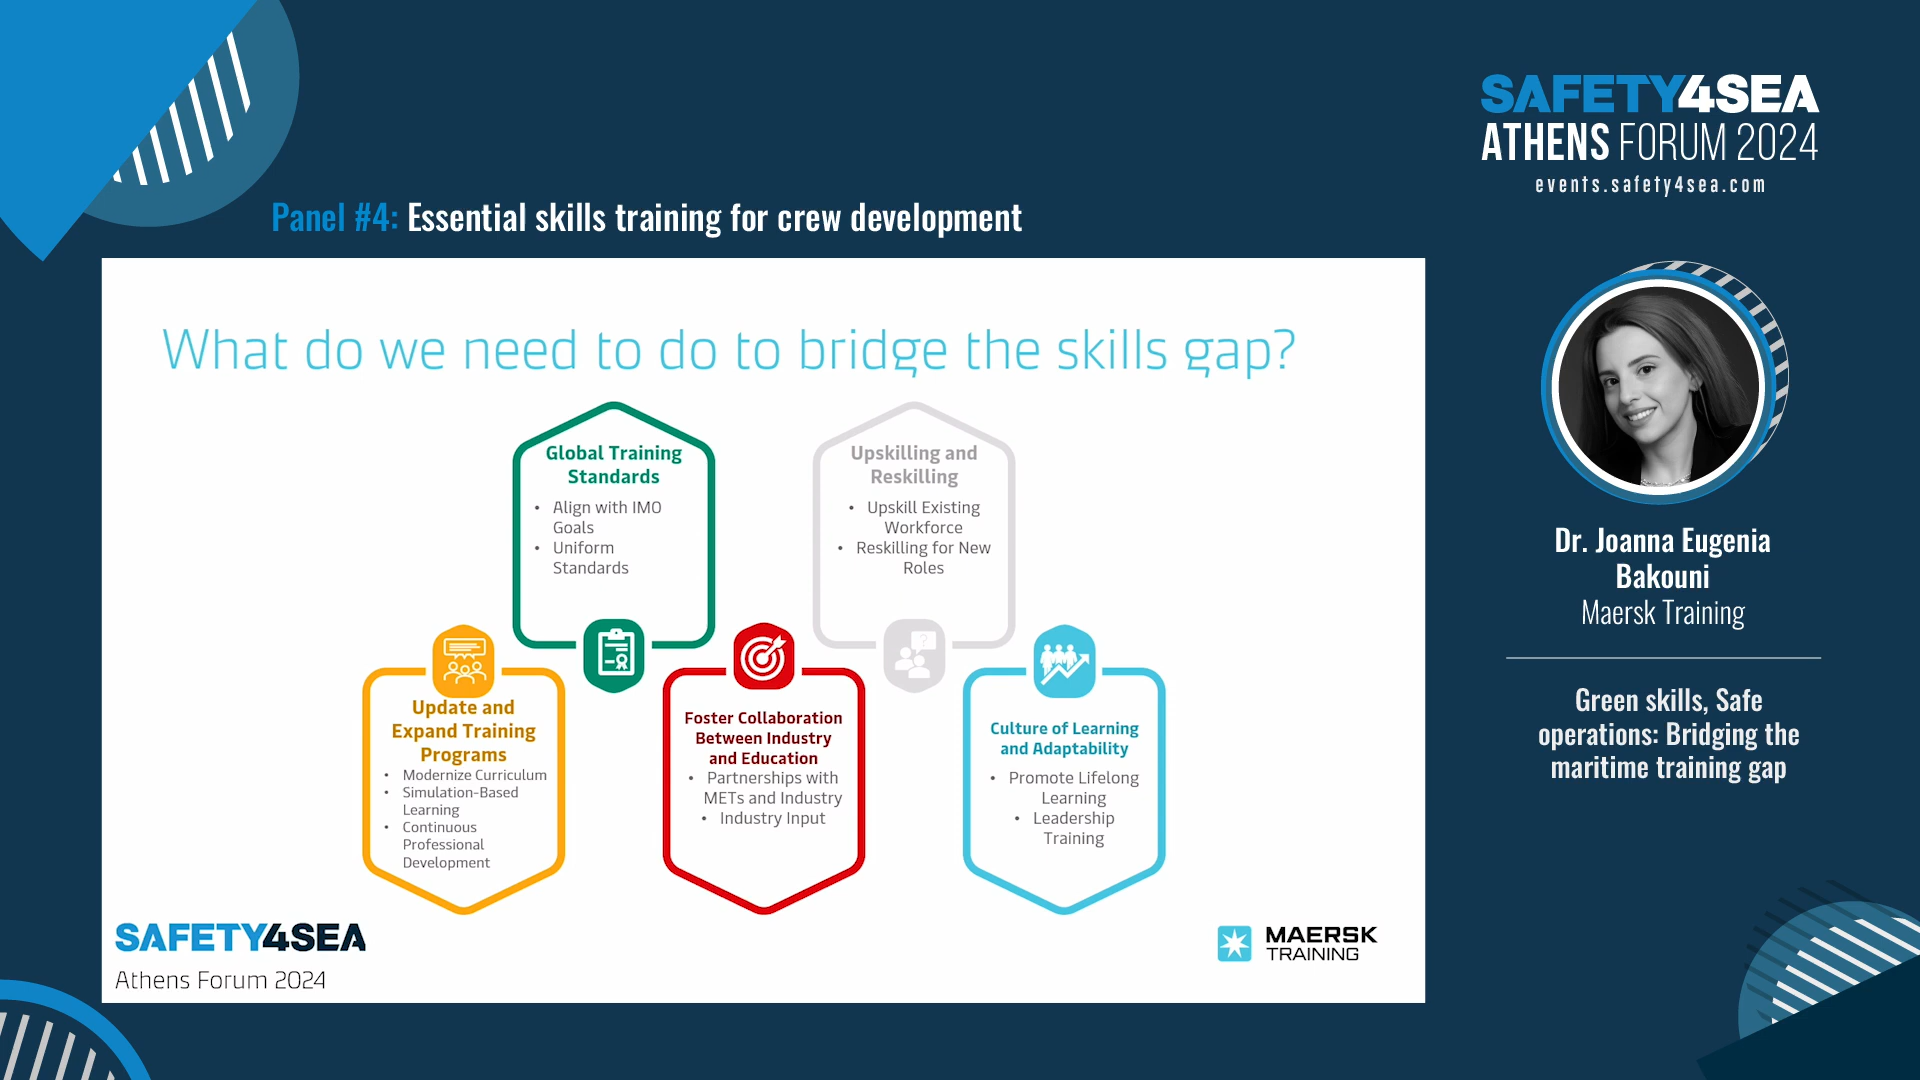 SAFETY4SEA
ATHENS FORUM 2024
events.safety4sea.com
Panel #4: Essential skills training for crew development
What do we need to do to bridge the skills gap?
Global Training
Standards
• Align with IMO
Goals
• Uniform
Standards
Upskilling and
Reskilling
• Upskill Existing
Workforce
• Reskilling for New
Roles
?
Update and
Expand Training
Programs
• Modernize Curriculum
• Simulation-Based
Learning
• Continuous
Professional
Development
Foster Collaboration
Between Industry
and Education
• Partnerships with
METs and Industry
• Industry Input
Culture of Learning
and Adaptability
• Promote Lifelong
Learning
• Leadership
Training
SAFETY4SEA
Athens Forum 2024
MAERSK
TRAINING
Dr. Joanna Eugenia
Bakouni
Maersk Training
Green skills, Safe
operations: Bridging the
maritime training gap